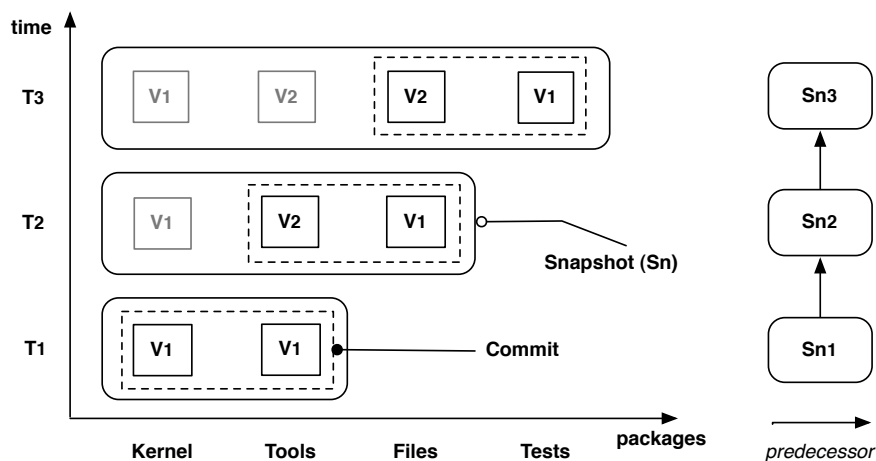 time
T3
V1 V2 V2 V1
Sn3
T2
V1 V2 V1
Sn2
Snapshot (Sn)
T1
V1 V1
Commit
Sn1
packages
Kernel Tools Files Tests
predecessor